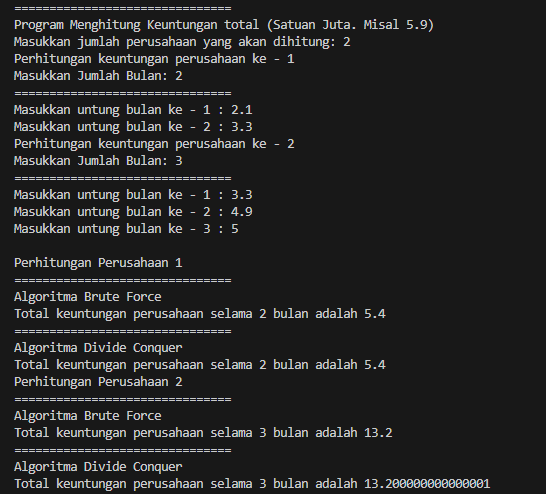 ===============================
Program Menghitung Keuntungan total (Satuan Juta. Misal 5.9)
Masukkan jumlah perusahaan yang akan dihitung: 2
Perhitungan keuntungan perusahaan ke - 1
Masukkan Jumlah Bulan: 2
===============================
Masukkan untung bulan ke - 1 : 2.1
Masukkan untung bulan ke - 2 : 3.3
Perhitungan keuntungan perusahaan ke - 2
Masukkan Jumlah Bulan: 3
===============================
Masukkan untung bulan ke - 1 : 3.3
Masukkan untung bulan ke - 2 : 4.9
Masukkan untung bulan ke - 3 : 5

Perhitungan Perusahaan 1
===============================
Algoritma Brute Force
Total keuntungan perusahaan selama 2 bulan adalah 5.4
===============================
Algoritma Divide Conquer
Total keuntungan perusahaan selama 2 bulan adalah 5.4
Perhitungan Perusahaan 2
===============================
Algoritma Brute Force
Total keuntungan perusahaan selama 3 bulan adalah 13.2
===============================
Algoritma Divide Conquer
Total keuntungan perusahaan selama 3 bulan adalah 13.200000000000001